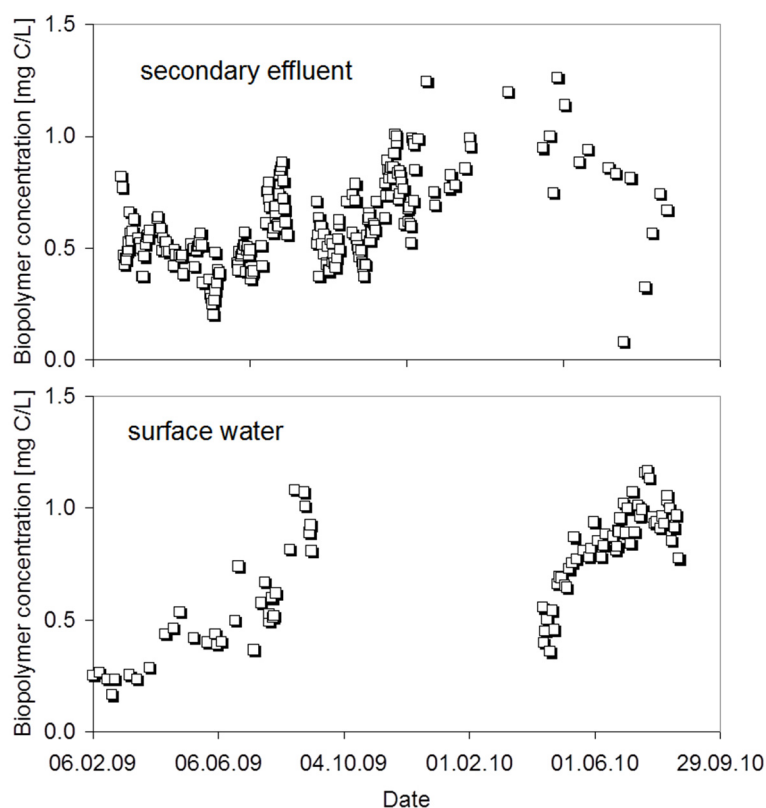 Biopolymer concentration [mg C/L]
1.5
secondary effluent
1.0
0.5
0.0
Biopolymer concentration [mg C/L]
1.5
surface water
1.0
0.5
0.0
06.02.09 06.06.09 04.10.09 01.02.10 01.06.10 29.09.10
Date